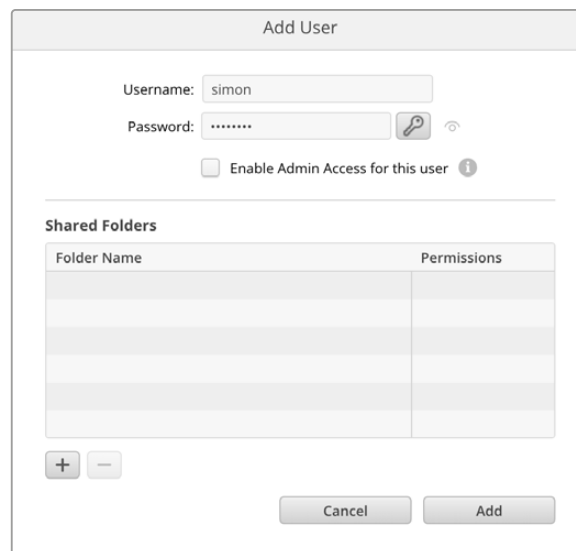 Add User
Username: simon
Password: ••••••••
Enable Admin Access for this user i
Shared Folders
Folder Name Permissions
+ −
Cancel Add